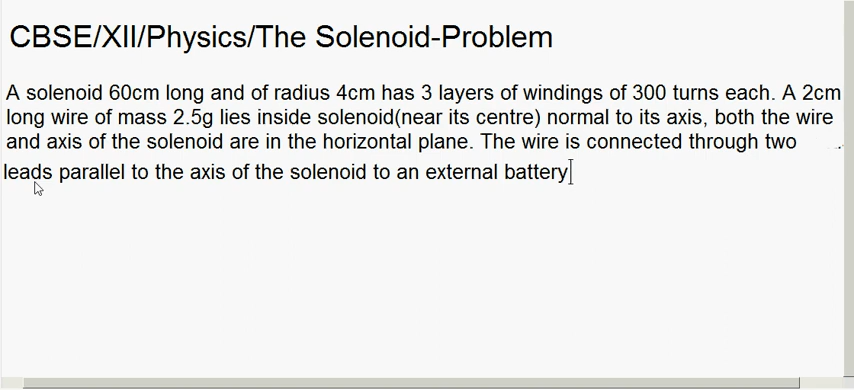 CBSE/XII/Physics/The Solenoid-Problem
A solenoid 60cm long and of radius 4cm has 3 layers of windings of 300 turns each. A 2cm
long wire of mass 2.5g lies inside solenoid(near its centre) normal to its axis, both the wire
and axis of the solenoid are in the horizontal plane. The wire is connected through two
leads parallel to the axis of the solenoid to an external battery